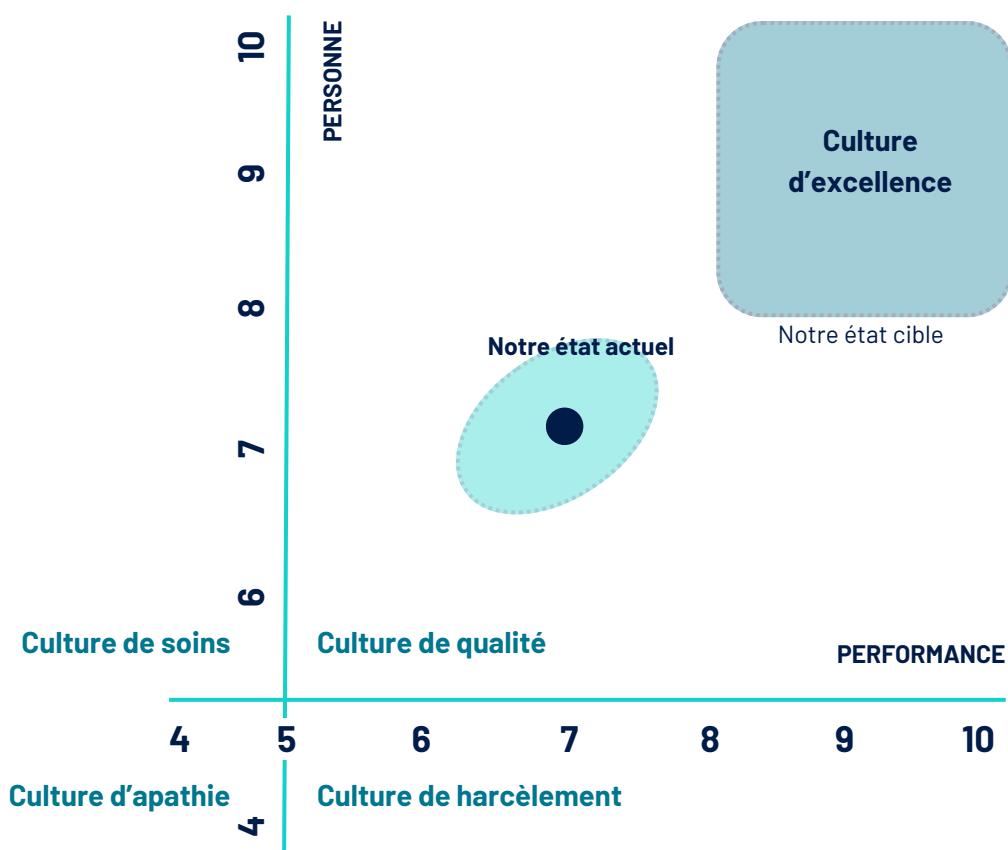 10
PERSONNE
9
Culture
d’excellence
8
Notre état cible
Notre état actuel
7
6
Culture de soins
Culture de qualité
PERFORMANCE
4 5 6 7 8 9 10
Culture d’apathie
Culture de harcèlement
4